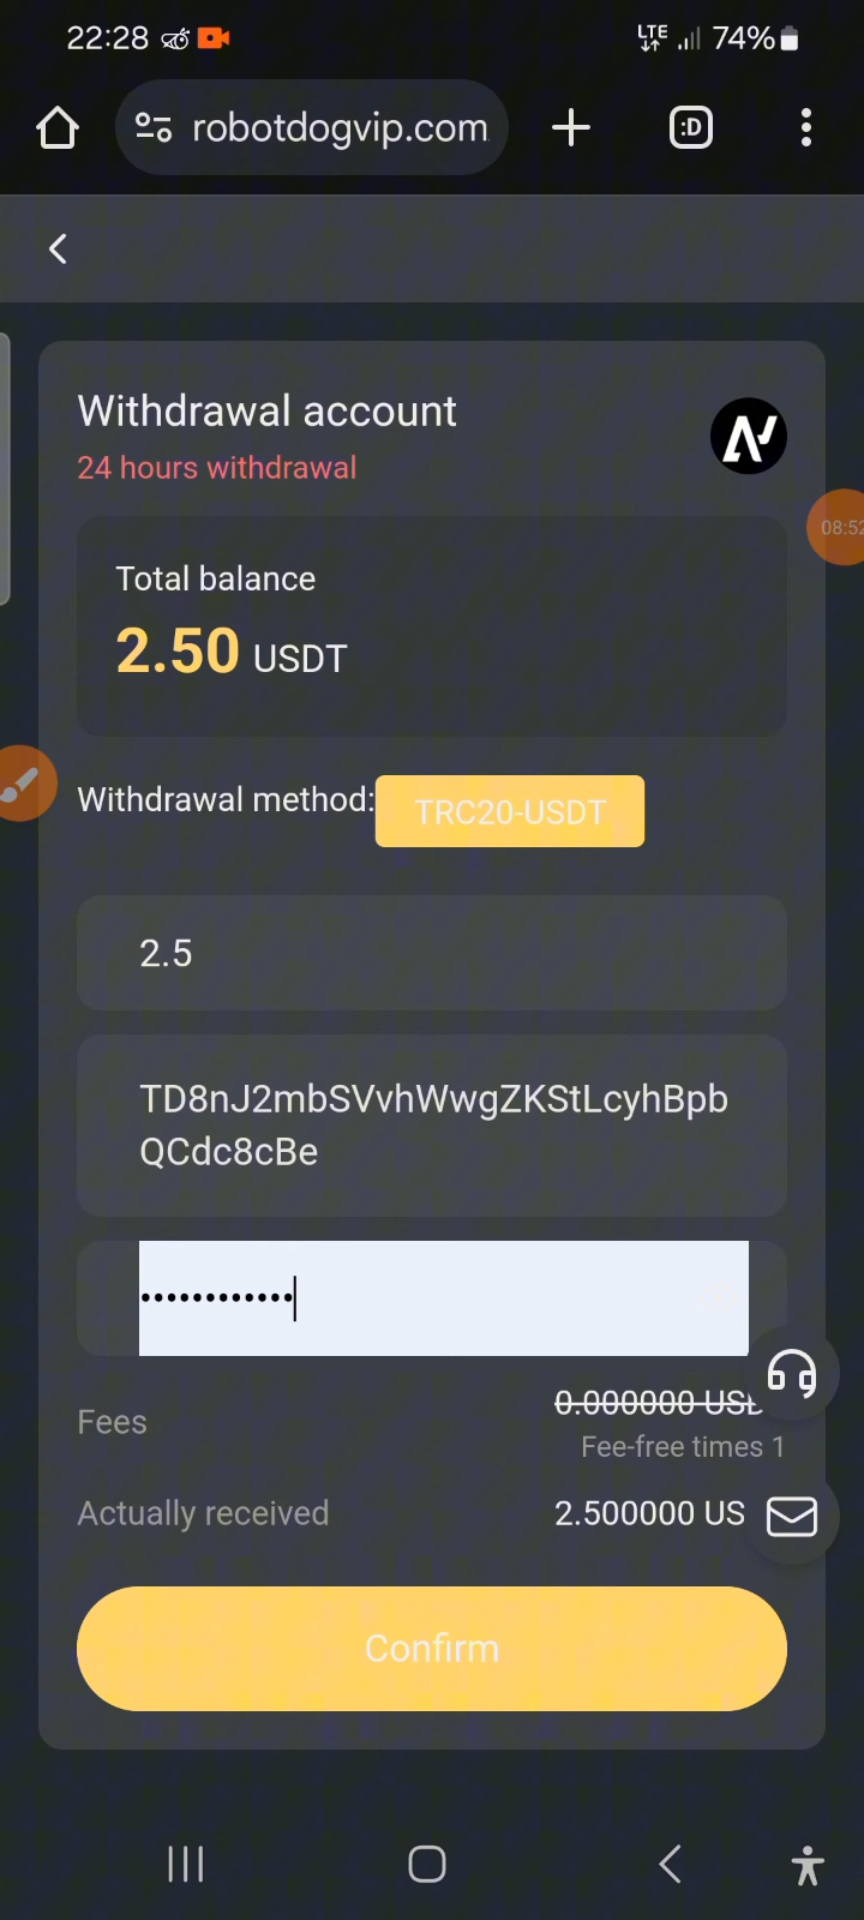 22:28
LTE
74%
robotdogvip.com
:D
Withdrawal account
24 hours withdrawal
08:52
Total balance
2.50 USDT
Withdrawal method: TRC20-USDT
2.5
TD8nJ2mbSVvhWwgZKStLcyhBpb
QCdc8cBe
••••••••••••
Fees
0.000000 USD
Fee-free times 1
Actually received
2.500000 US
Confirm